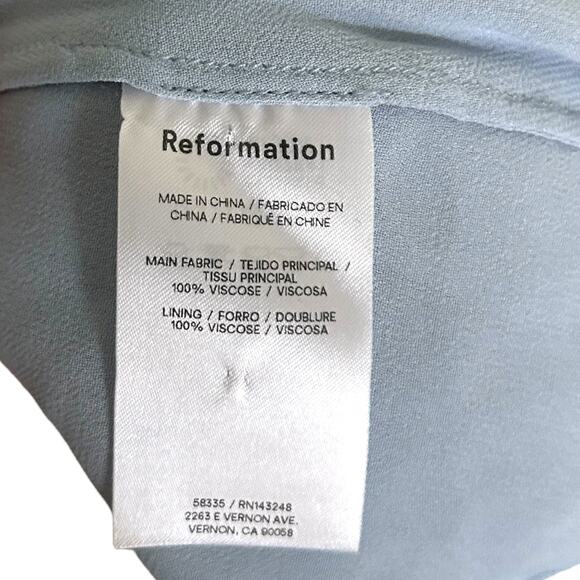 Reformation
MADE IN CHINA / FABRICADO EN
CHINA / FABRIQUÉ EN CHINE
MAIN FABRIC / TEJIDO PRINCIPAL /
TISSU PRINCIPAL
100% VISCOSE / VISCOSA
LINING / FORRO / DOUBLURE
100% VISCOSE / VISCOSA
58335 / RN143248
2263 E VERNON AVE.
VERNON, CA 90058